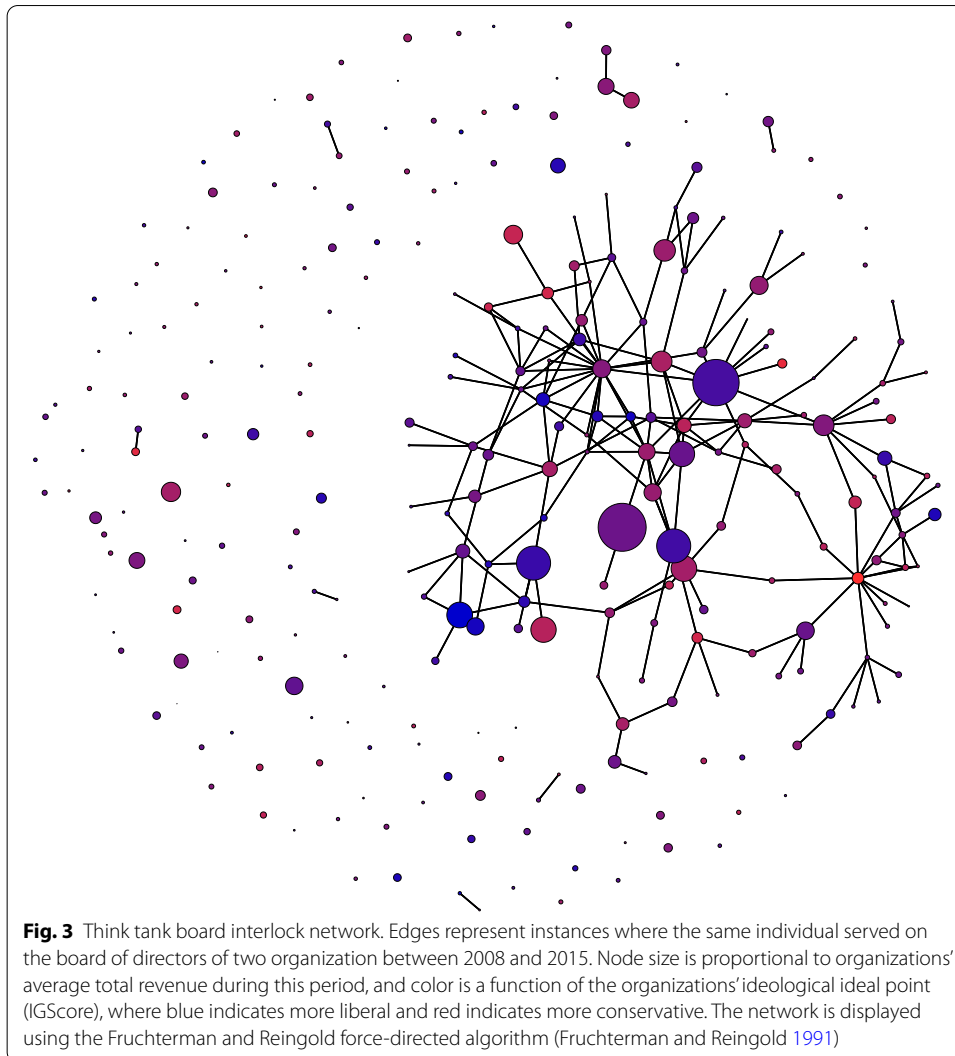 Fig. 3 Think tank board interlock network. Edges represent instances where the same individual served on
the board of directors of two organization between 2008 and 2015. Node size is proportional to organizations’
average total revenue during this period, and color is a function of the organizations’ ideological ideal point
(IGScore), where blue indicates more liberal and red indicates more conservative. The network is displayed
using the Fruchterman and Reingold force-directed algorithm (Fruchterman and Reingold 1991)